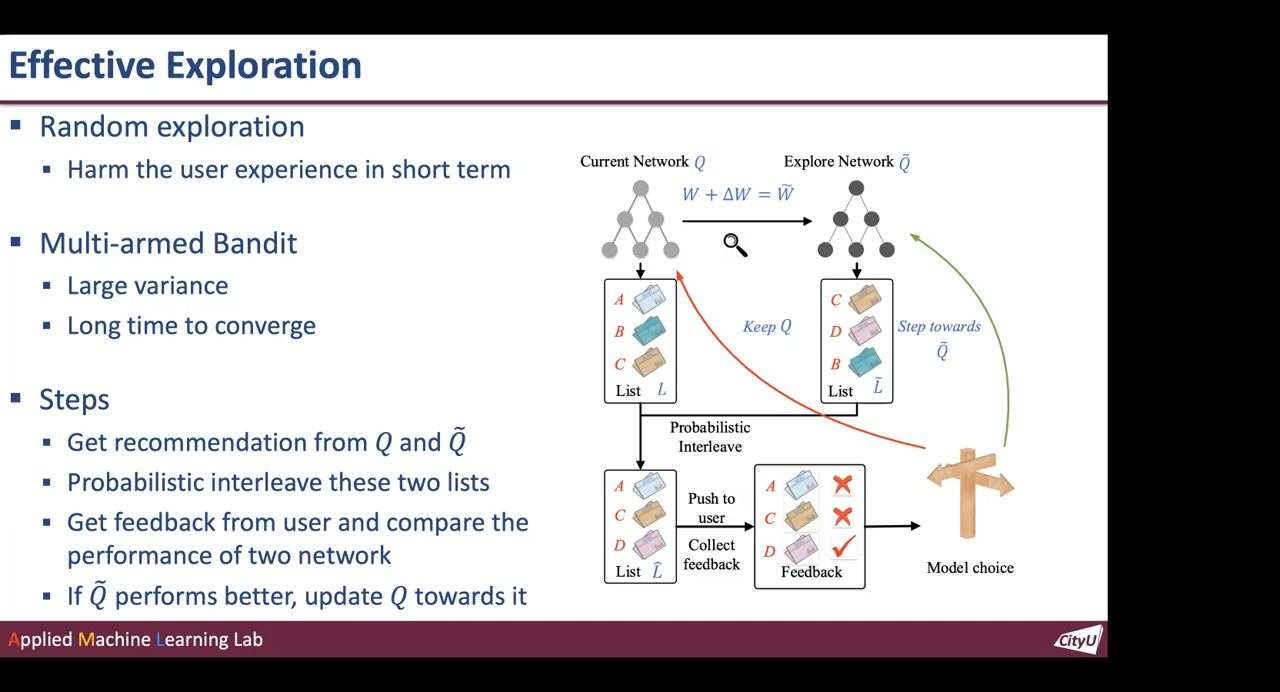 Effective Exploration
▪ Random exploration
▪ Harm the user experience in short term
▪ Multi-armed Bandit
▪ Large variance
▪ Long time to converge
▪ Steps
▪ Get recommendation from Q and Q̃
▪ Probabilistic interleave these two lists
▪ Get feedback from user and compare the
performance of two network
▪ If Q̃ performs better, update Q towards it
Current Network Q
Explore Network Q̃
W + ΔW = W̃
A
B
C
List L
C
D
B
List L̃
Keep Q
Step towards
Q̃
Probabilistic
Interleave
A
C
D
List L̂
Push to
user
Collect
feedback
A
C
D
Feedback
Model choice
Applied Machine Learning Lab
CityU